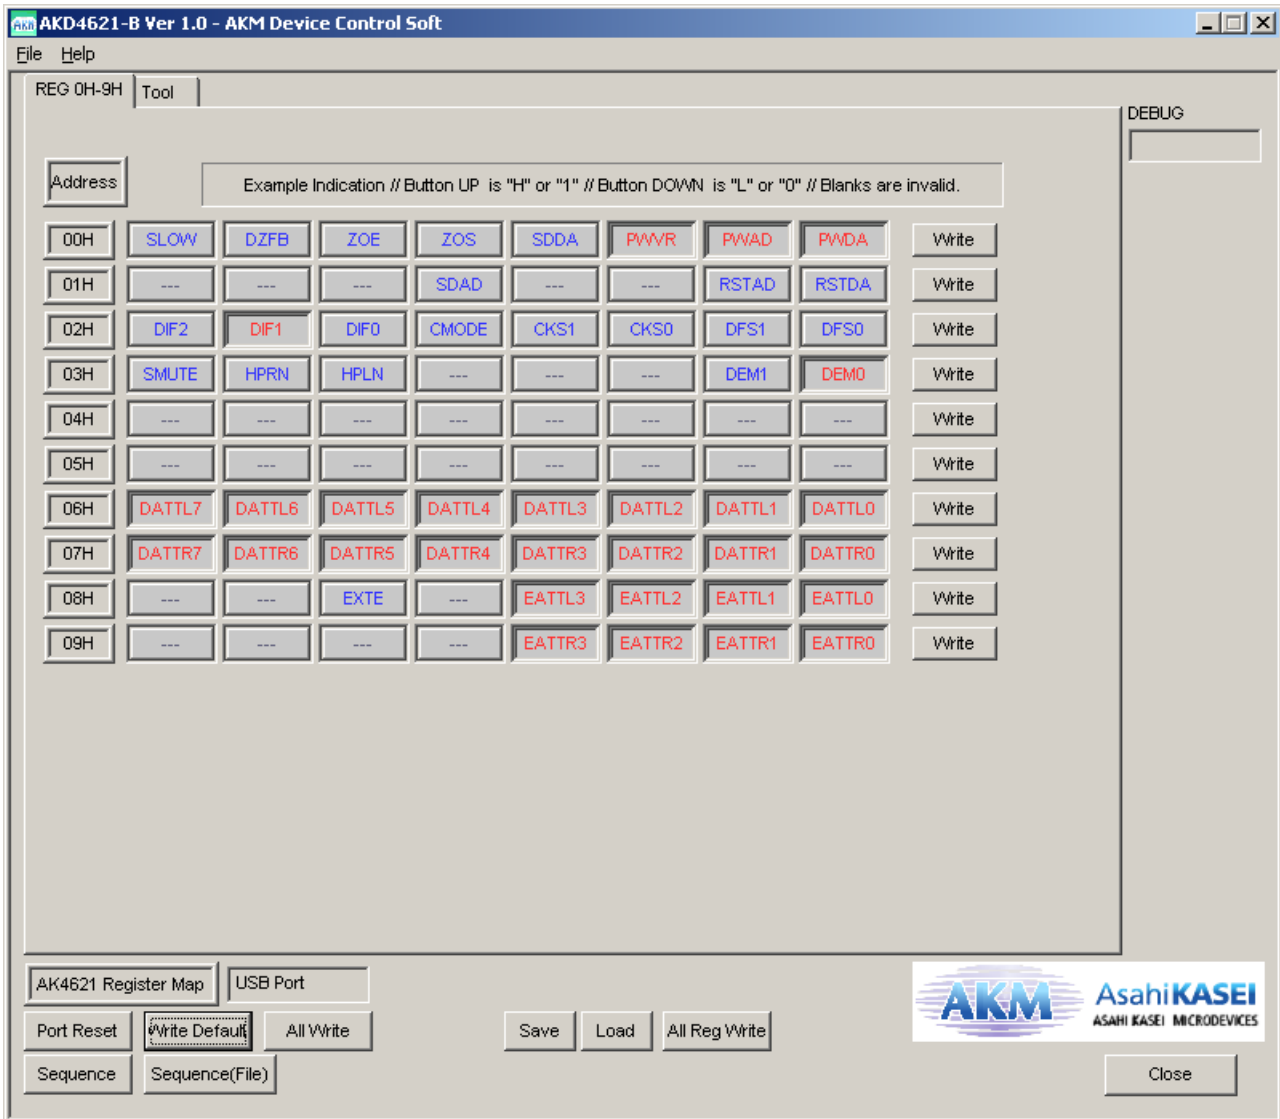 AKM AKD4621-B Ver 1.0 - AKM Device Control Soft
File Help
REG 0H-9H Tool
DEBUG
Address Example Indication // Button UP is "H" or "1" // Button DOWN is "L" or "0" // Blanks are invalid.
00H SLOW DZFB ZOE ZOS SDDA PWVR PWAD PWDA Write
01H --- --- --- SDAD --- --- RSTAD RSTDA Write
02H DIF2 DIF1 DIF0 CMODE CKS1 CKS0 DFS1 DFS0 Write
03H SMUTE HPRN HPLN --- --- --- DEM1 DEM0 Write
04H --- --- --- --- --- --- --- --- Write
05H --- --- --- --- --- --- --- --- Write
06H DATTL7 DATTL6 DATTL5 DATTL4 DATTL3 DATTL2 DATTL1 DATTL0 Write
07H DATTR7 DATTR6 DATTR5 DATTR4 DATTR3 DATTR2 DATTR1 DATTR0 Write
08H --- --- EXTE --- EATTL3 EATTL2 EATTL1 EATTL0 Write
09H --- --- --- --- EATTR3 EATTR2 EATTR1 EATTR0 Write
AK4621 Register Map USB Port
Port Reset Write Default All Write Save Load All Reg Write
AKM AsahiKASEI
ASAHI KASEI MICRODEVICES
Sequence Sequence(File) Close